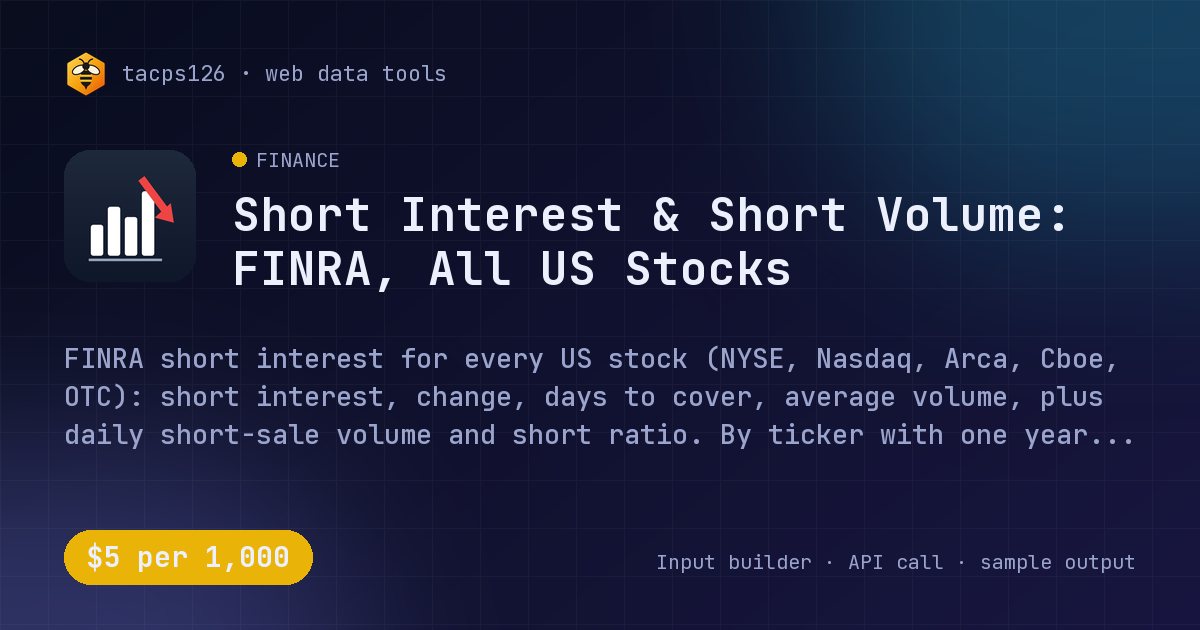 tacps126 · web data tools
FINANCE
Short Interest & Short Volume:
FINRA, All US Stocks
FINRA short interest for every US stock (NYSE, Nasdaq, Arca, Cboe,
OTC): short interest, change, days to cover, average volume, plus
daily short-sale volume and short ratio. By ticker with one year...
$5 per 1,000
Input builder · API call · sample output